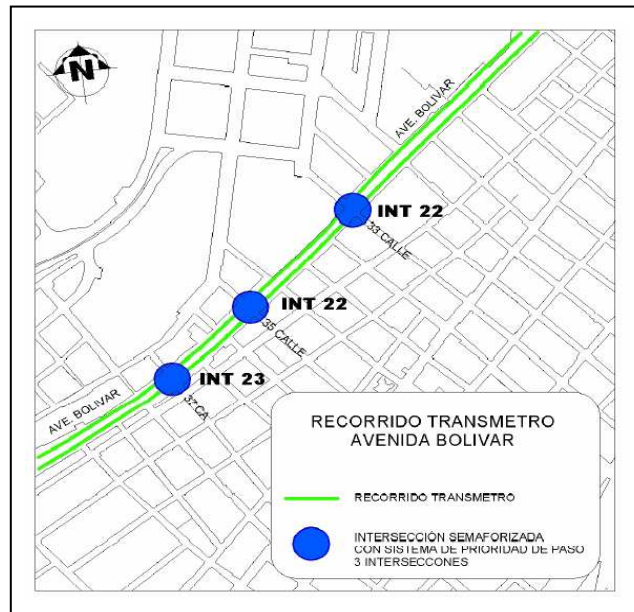 N
AVE. BOLIVAR
INT 22
33 CALLE
INT 22
35 CALLE
INT 23
37 CA
AVE. BOLIVAR
RECORRIDO TRANSMETRO
AVENIDA BOLIVAR
RECORRIDO TRANSMETRO
INTERSECCIÓN SEMAFORIZADA
CON SISTEMA DE PRIORIDAD DE PASO
3 INTERSECCONES